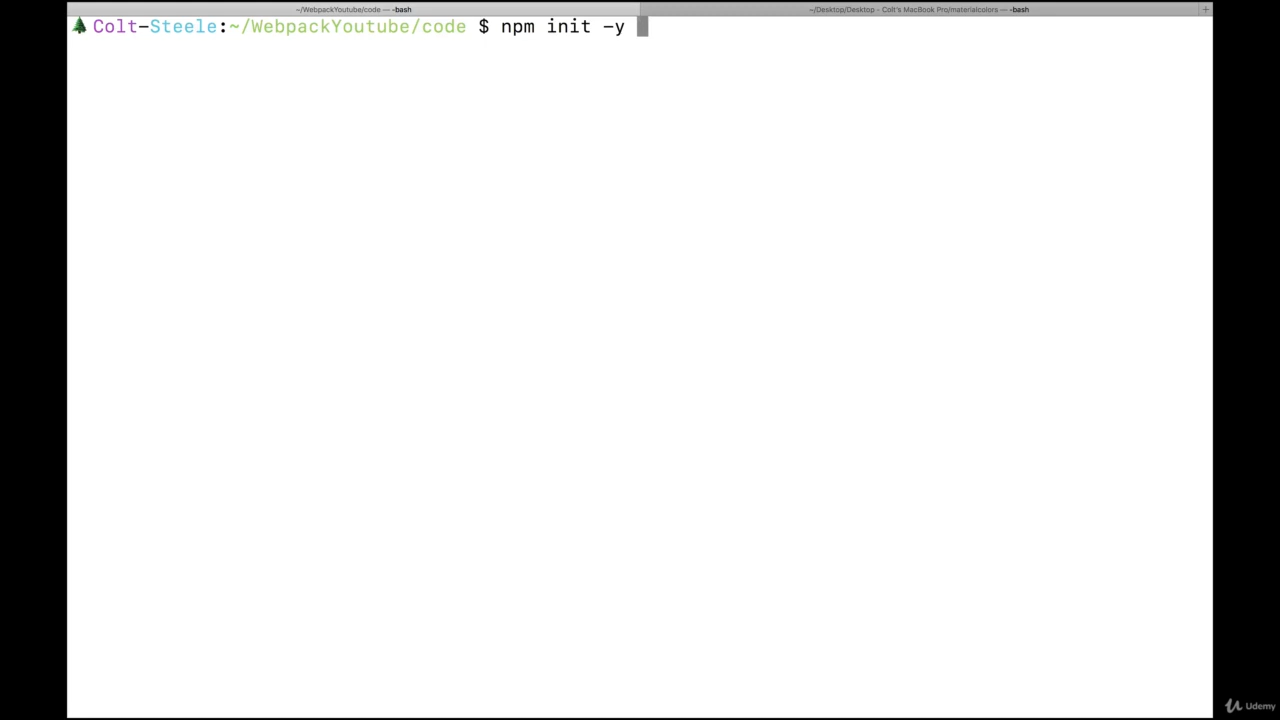 ~/WebpackYoutube/code — -bash
~/Desktop/Desktop - Colt's MacBook Pro/materialcolors — -bash
+
Colt-Steele:~/WebpackYoutube/code $ npm init -y
Udemy